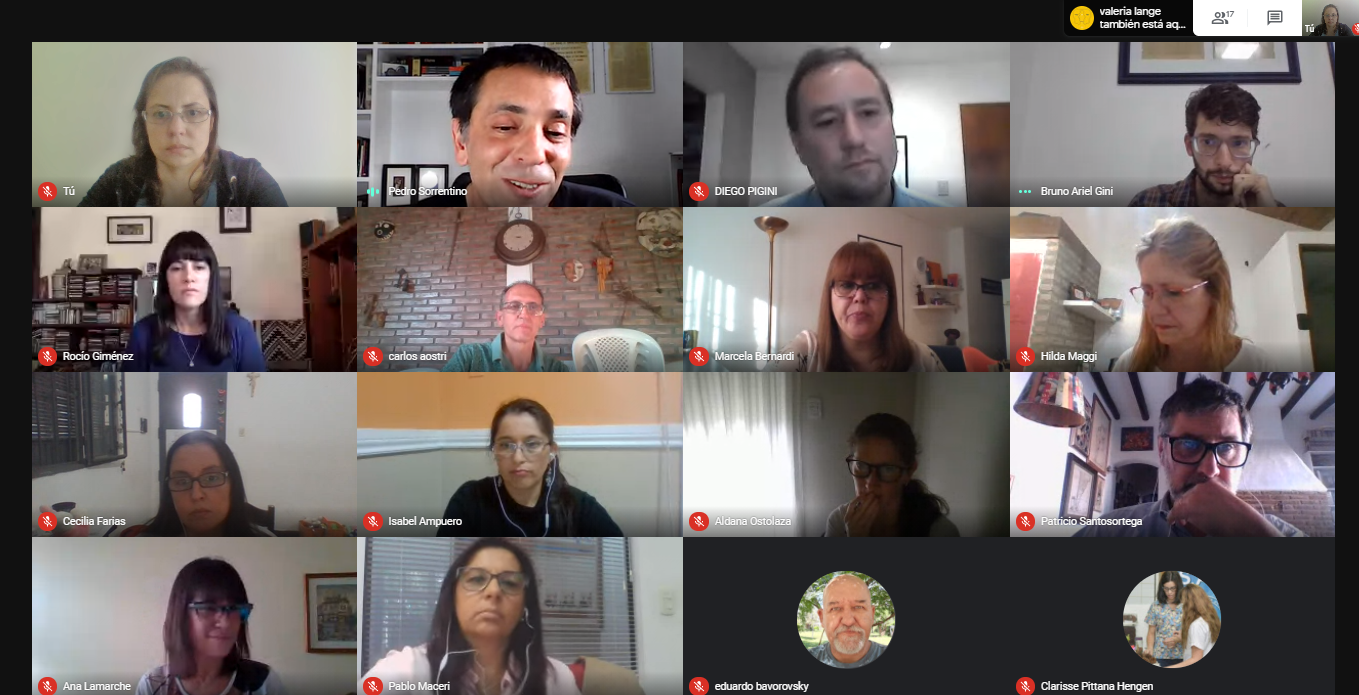 valeria lange
también está aq...
17
Tú
Tú
Pedro Sorrentino
DIEGO PIGINI
Bruno Ariel Gini
Rocío Giménez
carlos aostri
Marcela Bernardi
Hilda Maggi
Cecilia Farias
Isabel Ampuero
Aldana Ostolaza
Patricio Santosortega
Ana Lamarche
Pablo Maceri
eduardo bavorovsky
Clarisse Pittana Hengen